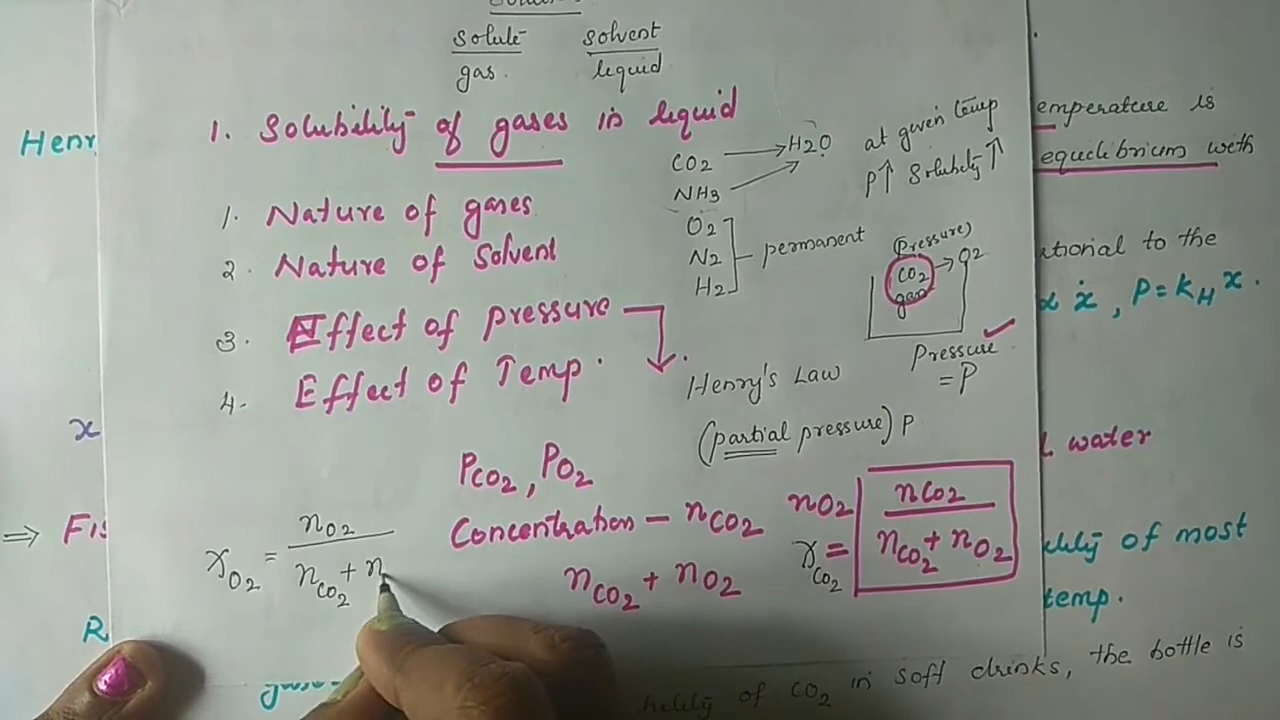 solute solvent
gas. liquid
1. Solubility of gases in liquid
CO2 → H2O
NH3
at given temp
P↑ Solubility ↑
1. Nature of gases
2. Nature of Solvent
3. Effect of pressure
4. Effect of Temp.
O2
N2 permanent
H2
(Pressure)
CO2 → O2
gas
Pressure
= P
Henry's Law
(partial pressure) P
PCO2, PO2
Concentration - nCO2 nO2
nCO2 + nO2
xCO2 = nCO2
nCO2 + nO2
xO2 = nO2
nCO2 + n
Henr
x
⇒ Fis
R
emperature is
equilibrium with
tional to the
α x, P = KH x.
water
of most
temp.
of CO2 in soft drinks, the bottle is